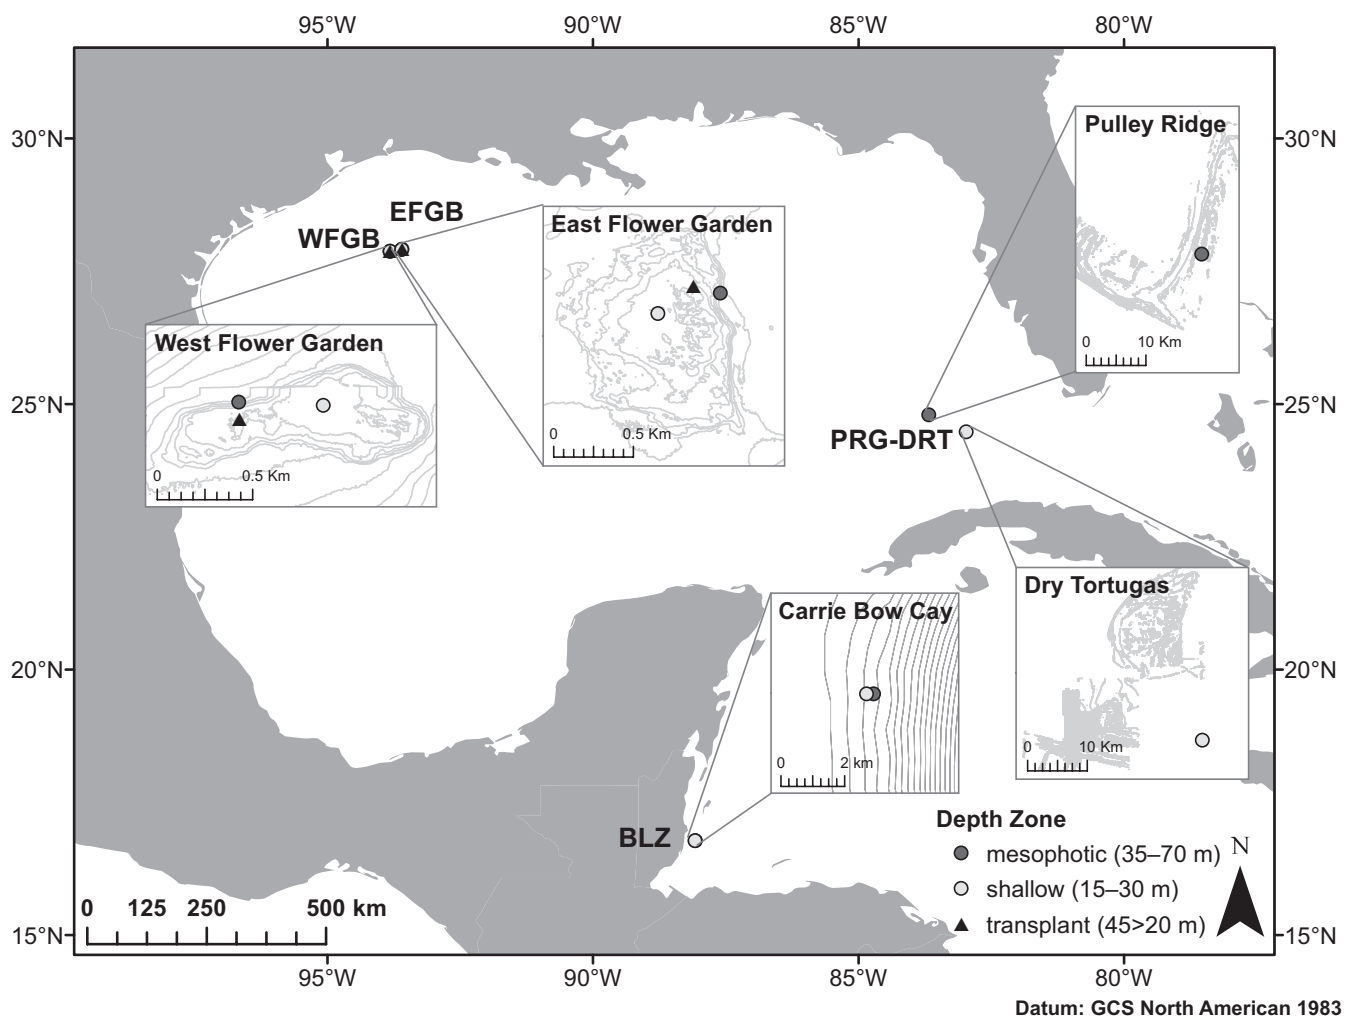 95°W 90°W 85°W 80°W
30°N 30°N
Pulley Ridge
0 10 Km
EFGB
WFGB
East Flower Garden
0 0.5 Km
West Flower Garden
0 0.5 Km
25°N 25°N
PRG-DRT
Dry Tortugas
0 10 Km
Carrie Bow Cay
0 2 km
20°N 20°N
BLZ
Depth Zone
mesophotic (35–70 m)
shallow (15–30 m)
transplant (45>20 m)
N
0 125 250 500 km
15°N 15°N
95°W 90°W 85°W 80°W
Datum: GCS North American 1983